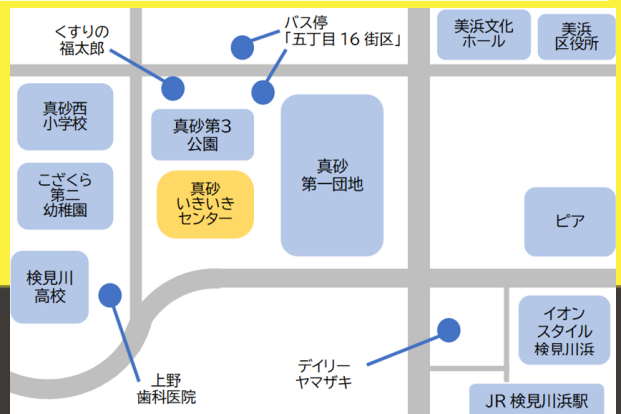 くすりの
福太郎
バス停
「五丁目16街区」
美浜文化
ホール
美浜
区役所
真砂西
小学校
真砂第3
公園
真砂
第一団地
こざくら
第二
幼稚園
真砂
いきいき
センター
ピア
検見川
高校
イオン
スタイル
検見川浜
デイリー
ヤマザキ
上野
歯科医院
JR検見川浜駅